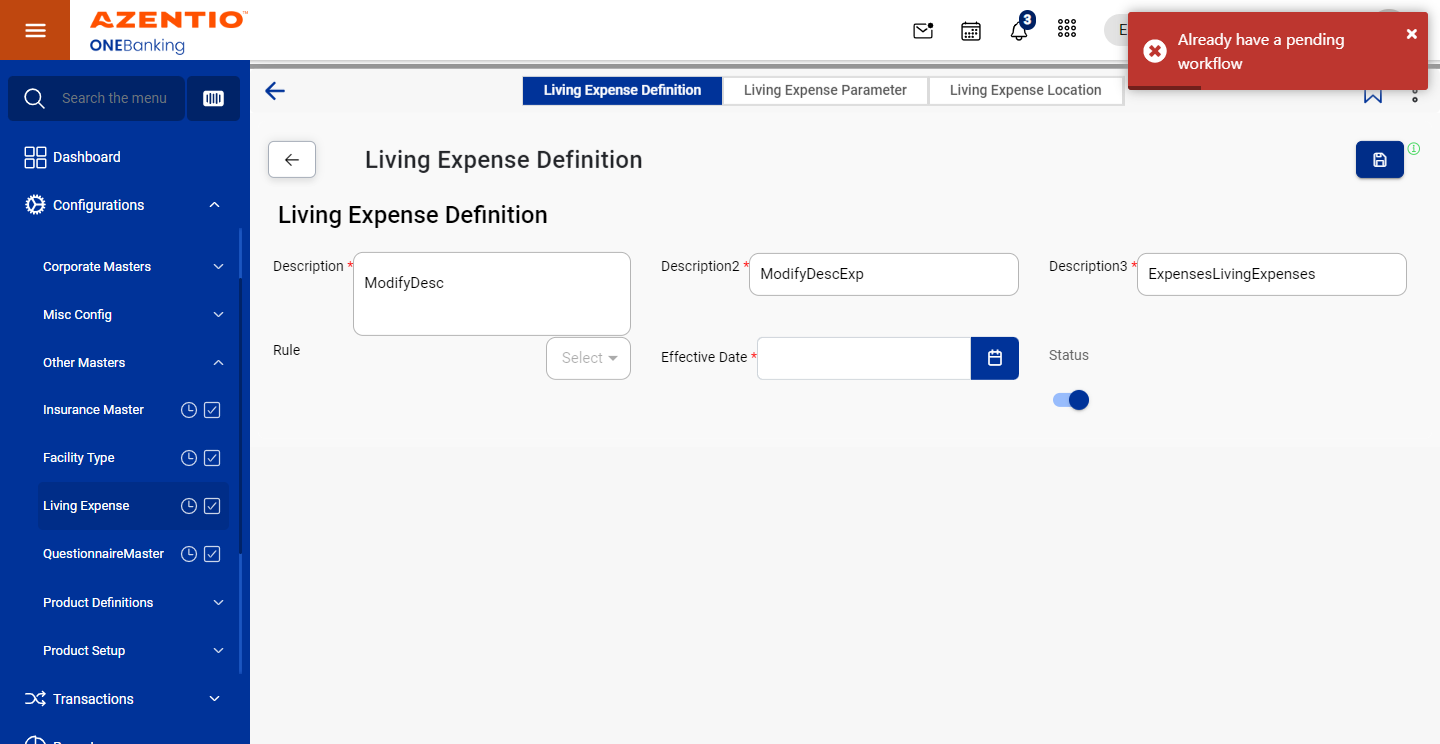 AZENTIO™
ONEBanking
3
E
Already have a pending
workflow
Search the menu
Living Expense Definition
Living Expense Parameter
Living Expense Location
Dashboard
Configurations
Corporate Masters
Misc Config
Other Masters
Insurance Master
Facility Type
Living Expense
QuestionnaireMaster
Product Definitions
Product Setup
Transactions
Living Expense Definition
Living Expense Definition
Description *
ModifyDesc
Description2 *
ModifyDescExp
Description3 *
ExpensesLivingExpenses
Rule
Select
Effective Date *
Status